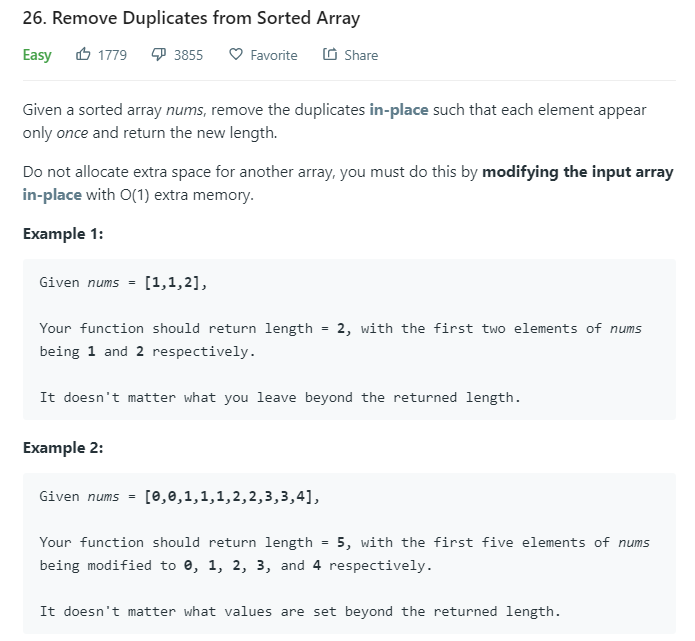 26. Remove Duplicates from Sorted Array
Easy 1779 3855 Favorite Share
Given a sorted array nums, remove the duplicates in-place such that each element appear
only once and return the new length.
Do not allocate extra space for another array, you must do this by modifying the input array
in-place with O(1) extra memory.
Example 1:
Given nums = [1,1,2],
Your function should return length = 2, with the first two elements of nums
being 1 and 2 respectively.
It doesn't matter what you leave beyond the returned length.
Example 2:
Given nums = [0,0,1,1,1,2,2,3,3,4],
Your function should return length = 5, with the first five elements of nums
being modified to 0, 1, 2, 3, and 4 respectively.
It doesn't matter what values are set beyond the returned length.